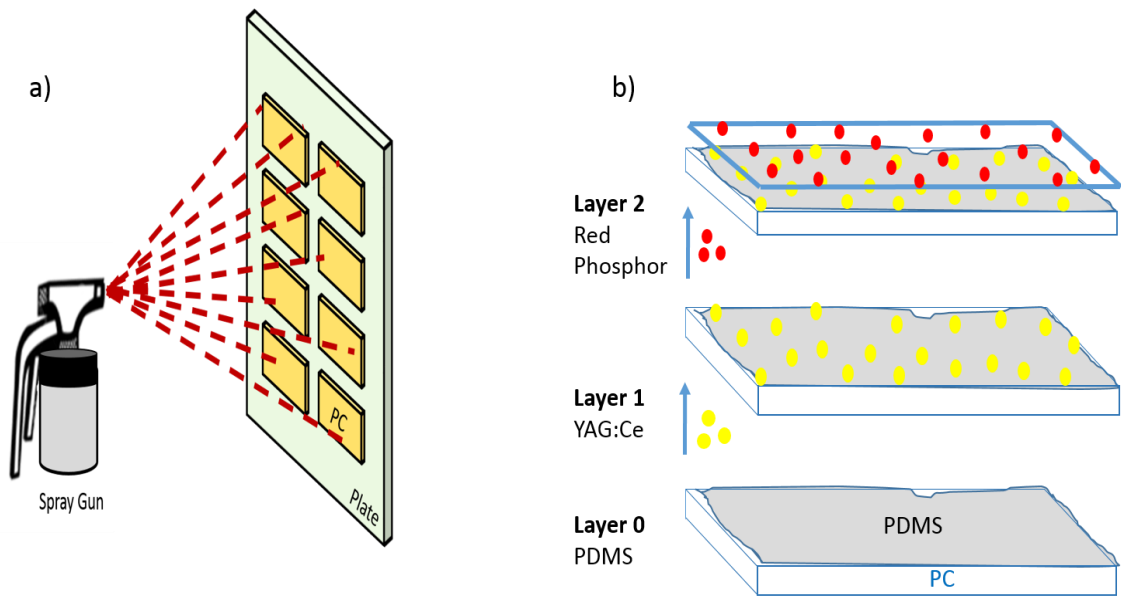 a)
PC
Plate
Spray Gun
b)
Layer 2
Red
Phosphor
Layer 1
YAG:Ce
Layer 0
PDMS
PDMS
PC